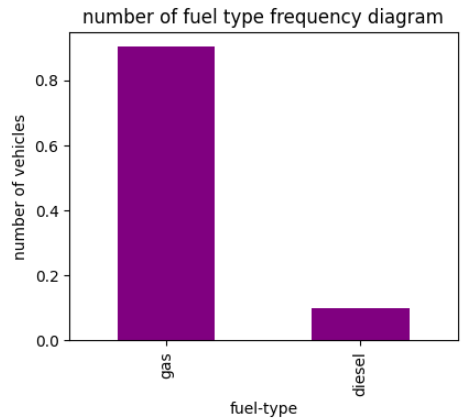 number of fuel type frequency diagram
number of vehicles
0.8
0.6
0.4
0.2
0.0
gas
diesel
fuel-type